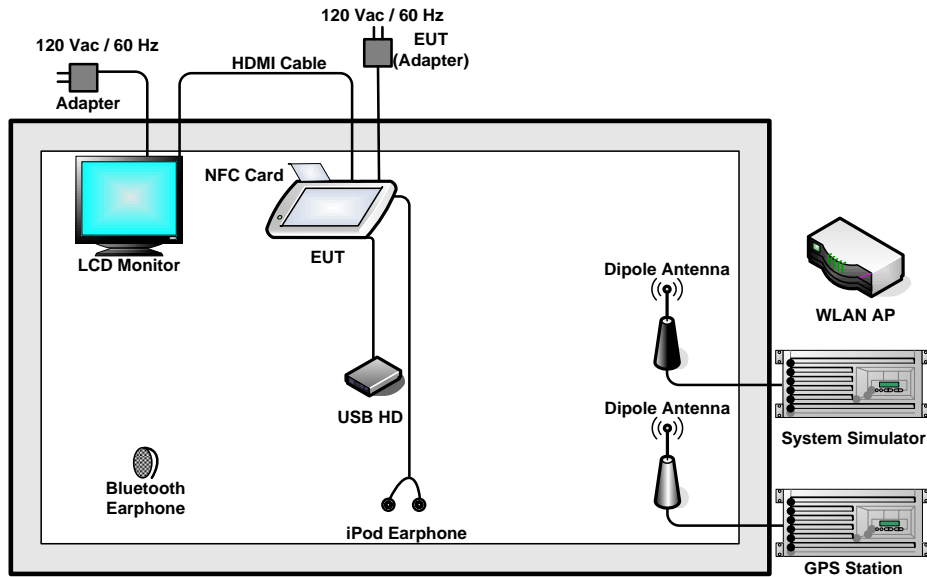 120 Vac / 60 Hz
EUT
(Adapter)
120 Vac / 60 Hz
HDMI Cable
Adapter
NFC Card
LCD Monitor
EUT
Dipole Antenna
WLAN AP
USB HD
Dipole Antenna
System Simulator
Bluetooth
Earphone
iPod Earphone
GPS Station